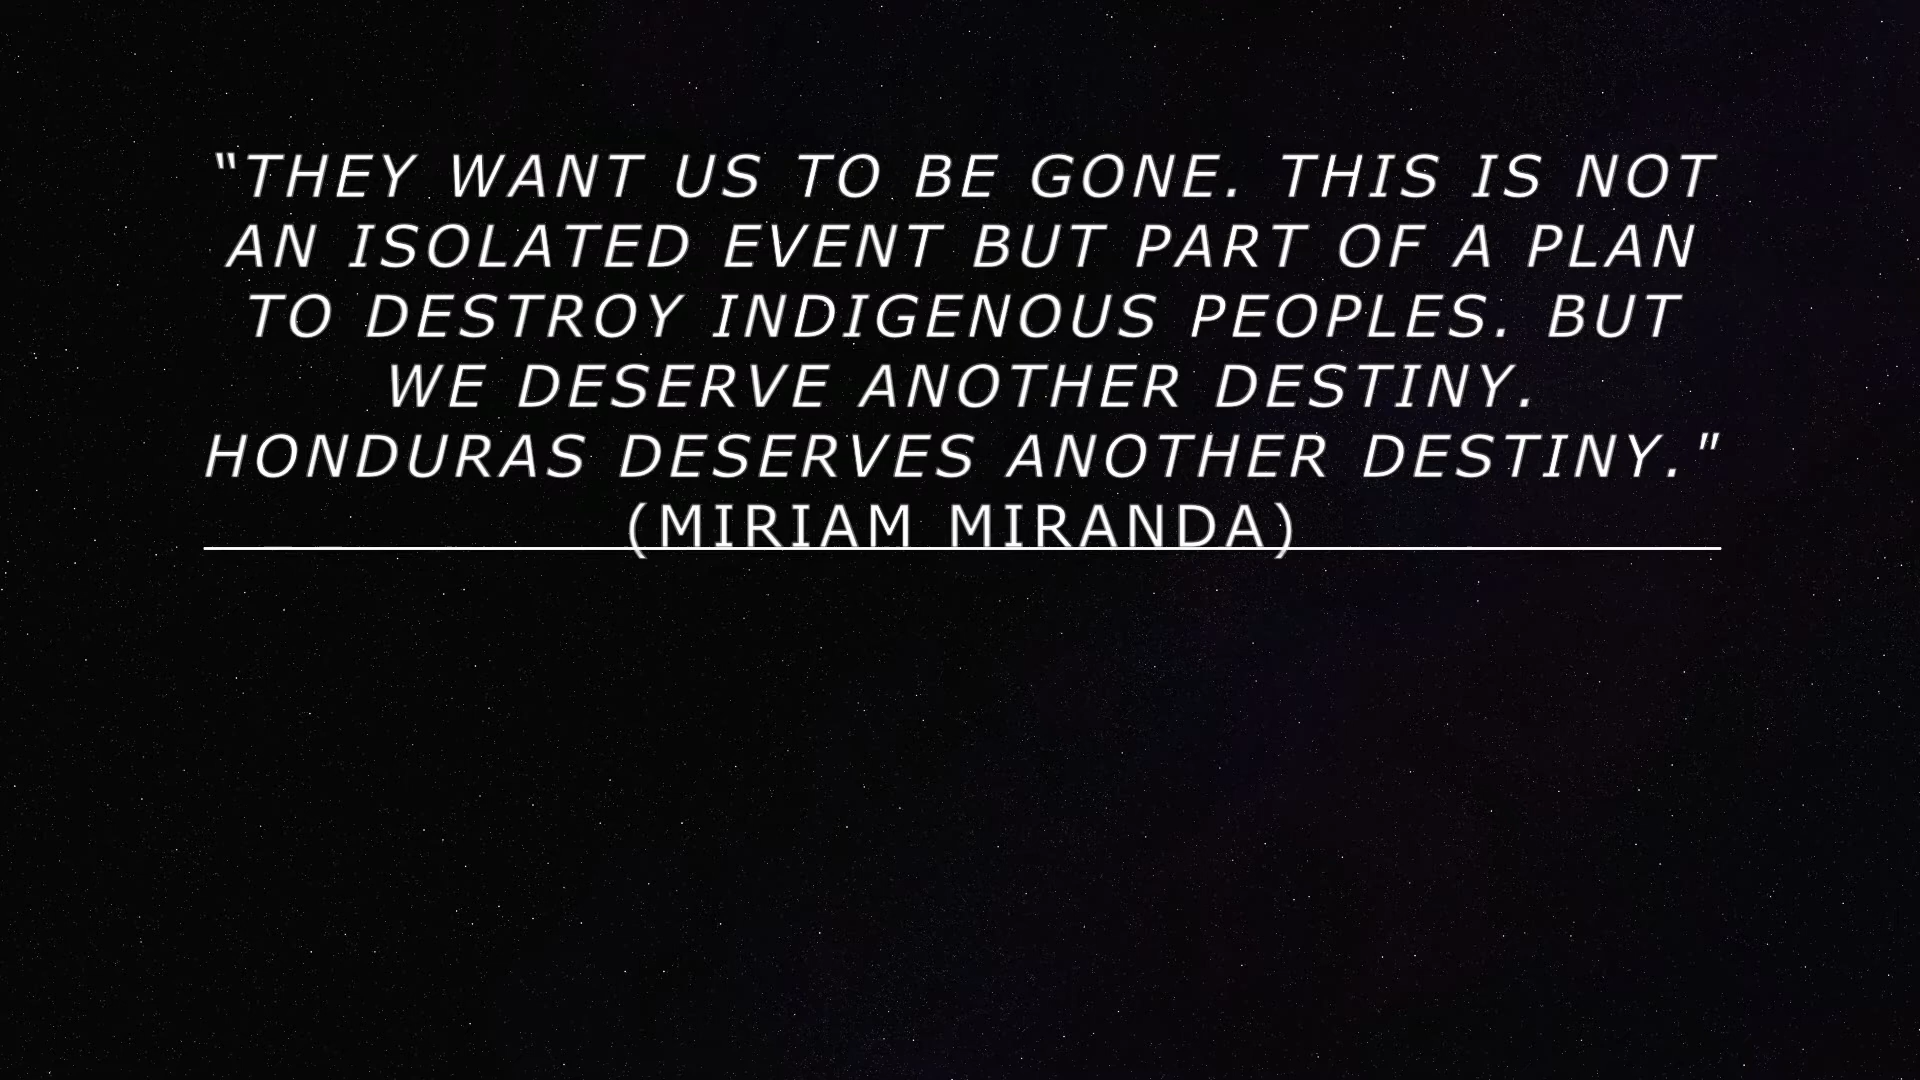 “THEY WANT US TO BE GONE. THIS IS NOT
AN ISOLATED EVENT BUT PART OF A PLAN
TO DESTROY INDIGENOUS PEOPLES. BUT
WE DESERVE ANOTHER DESTINY.
HONDURAS DESERVES ANOTHER DESTINY."
(MIRIAM MIRANDA)